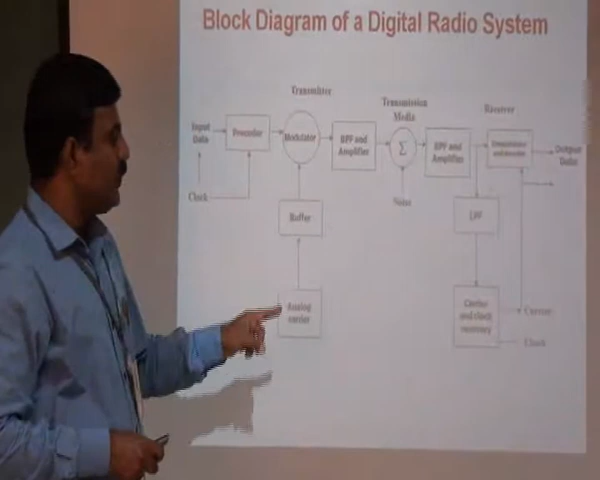 Block Diagram of a Digital Radio System
Transmitter
Transmission
Media
Receiver
Input
Data
Precoder
Modulator
BPF and
Amplifier
Σ
BPF and
Amplifier
Output
Data
Clock
Noise
Buffer
LPF
Analog
carrier
Carrier
and clock
recovery
Carrier
Clock